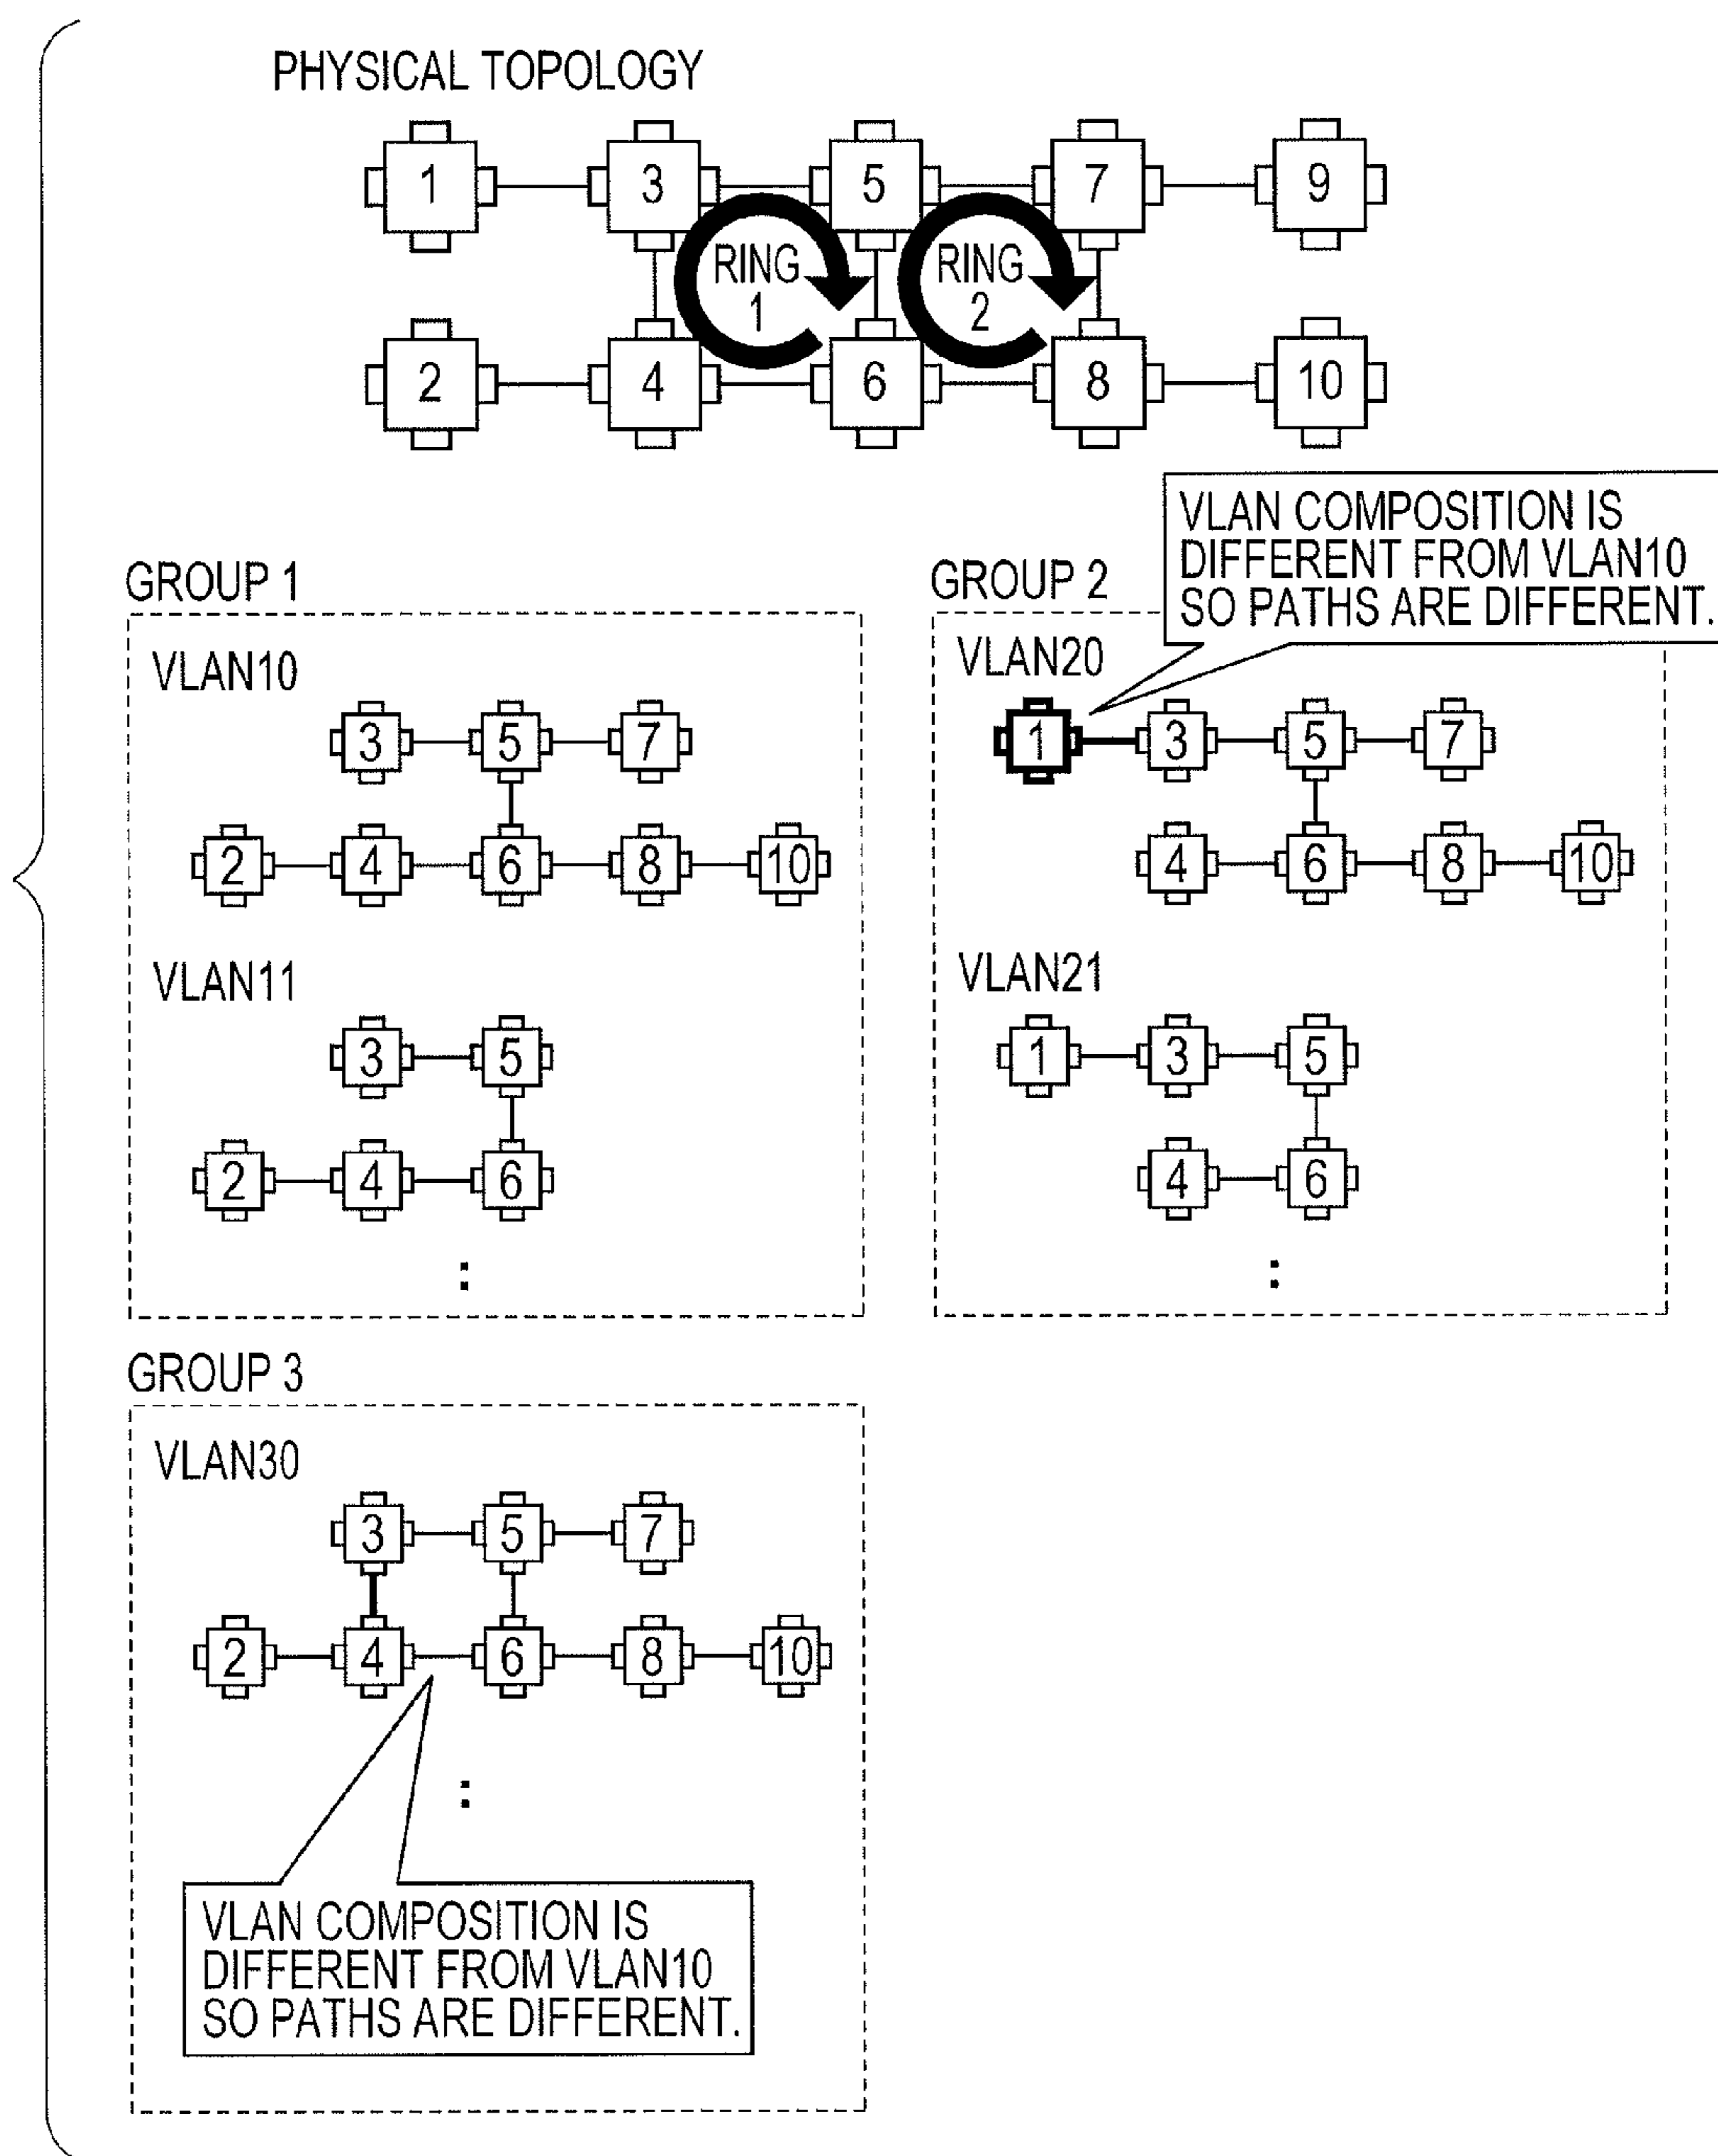 PHYSICAL TOPOLOGY
1 3 5 7 9
RING 1 RING 2
2 4 6 8 10
VLAN COMPOSITION IS
DIFFERENT FROM VLAN10
SO PATHS ARE DIFFERENT.
GROUP 1
VLAN10
3 5 7
2 4 6 8 10
VLAN11
3 5
2 4 6
:
GROUP 2
VLAN20
1 3 5 7
4 6 8 10
VLAN21
1 3 5
4 6
:
GROUP 3
VLAN30
3 5 7
2 4 6 8 10
:
VLAN COMPOSITION IS
DIFFERENT FROM VLAN10
SO PATHS ARE DIFFERENT.